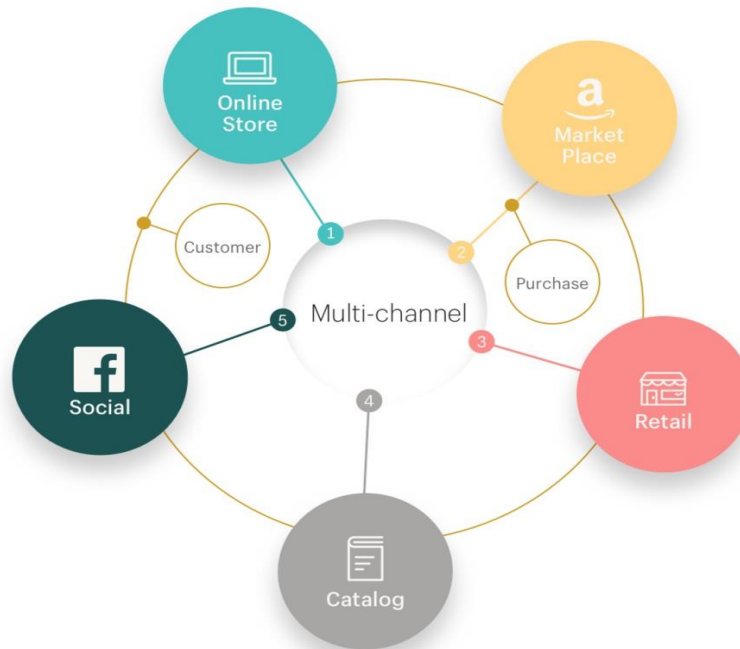 Online
Store
a
Market
Place
1
2
Customer
Purchase
Multi-channel
5
3
f
Social
Retail
4
Catalog